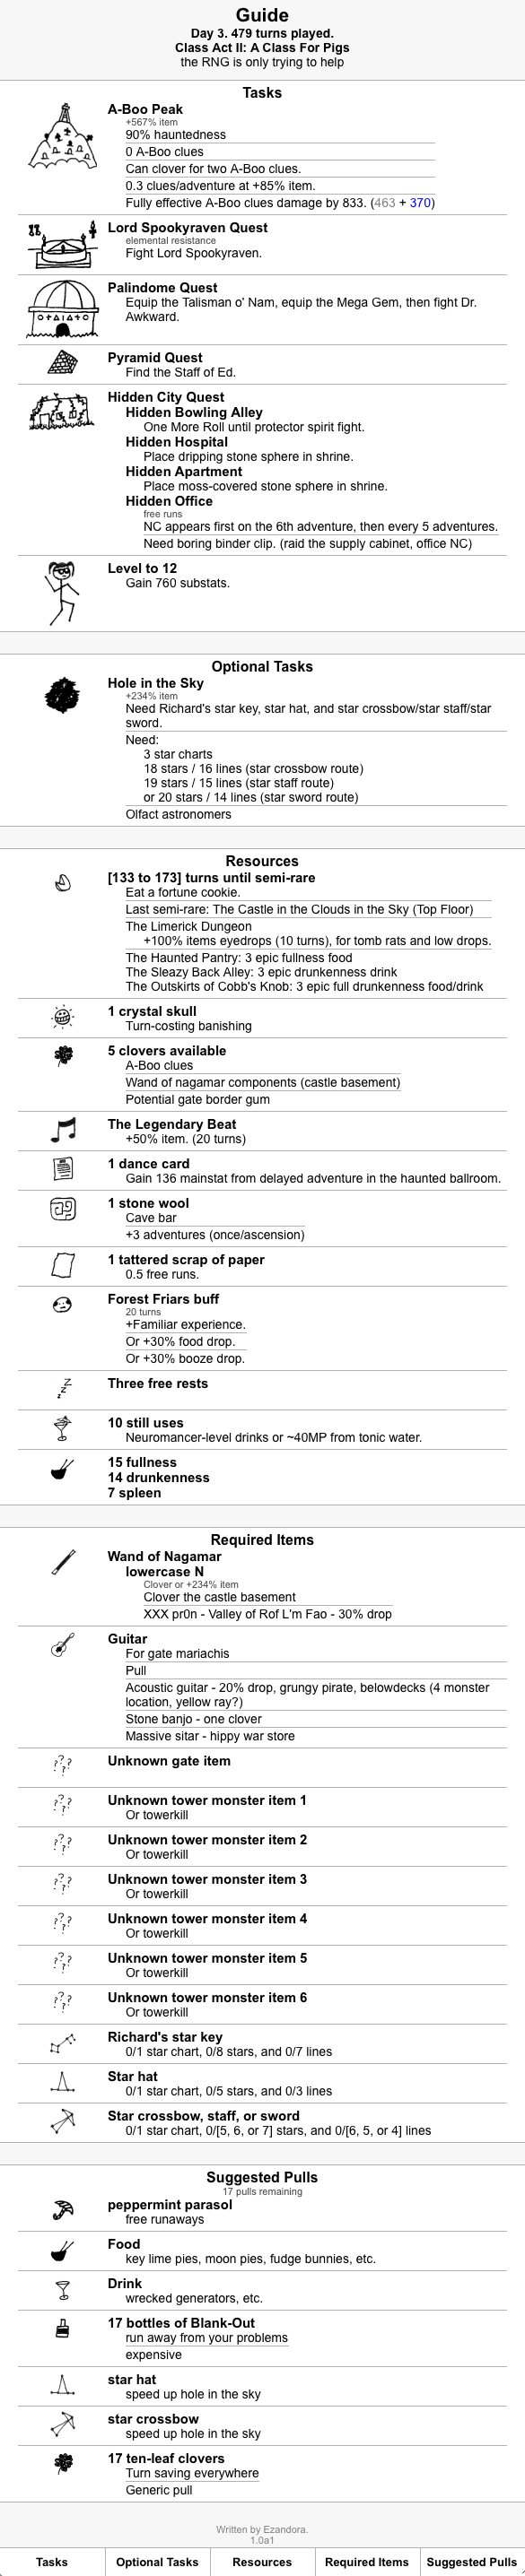 Guide
Day 3. 479 turns played.
Class Act II: A Class For Pigs
the RNG is only trying to help
Tasks
A-Boo Peak
+567% item
90% hauntedness
0 A-Boo clues
Can clover for two A-Boo clues.
0.3 clues/adventure at +85% item.
Fully effective A-Boo clues damage by 833. (463 + 370)
Lord Spookyraven Quest
elemental resistance
Fight Lord Spookyraven.
Palindome Quest
Equip the Talisman o' Nam, equip the Mega Gem, then fight Dr.
Awkward.
Pyramid Quest
Find the Staff of Ed.
Hidden City Quest
Hidden Bowling Alley
One More Roll until protector spirit fight.
Hidden Hospital
Place dripping stone sphere in shrine.
Hidden Apartment
Place moss-covered stone sphere in shrine.
Hidden Office
free runs
NC appears first on the 6th adventure, then every 5 adventures.
Need boring binder clip. (raid the supply cabinet, office NC)
Level to 12
Gain 760 substats.
Optional Tasks
Hole in the Sky
+234% item
Need Richard's star key, star hat, and star crossbow/star staff/star
sword.
Need:
3 star charts
18 stars / 16 lines (star crossbow route)
19 stars / 15 lines (star staff route)
or 20 stars / 14 lines (star sword route)
Olfact astronomers
Resources
[133 to 173] turns until semi-rare
Eat a fortune cookie.
Last semi-rare: The Castle in the Clouds in the Sky (Top Floor)
The Limerick Dungeon
+100% items eyedrops (10 turns), for tomb rats and low drops.
The Haunted Pantry: 3 epic fullness food
The Sleazy Back Alley: 3 epic drunkenness drink
The Outskirts of Cobb's Knob: 3 epic full drunkenness food/drink
1 crystal skull
Turn-costing banishing
5 clovers available
A-Boo clues
Wand of nagamar components (castle basement)
Potential gate border gum
The Legendary Beat
+50% item. (20 turns)
1 dance card
Gain 136 mainstat from delayed adventure in the haunted ballroom.
1 stone wool
Cave bar
+3 adventures (once/ascension)
1 tattered scrap of paper
0.5 free runs.
Forest Friars buff
20 turns
+Familiar experience.
Or +30% food drop.
Or +30% booze drop.
Three free rests
10 still uses
Neuromancer-level drinks or ~40MP from tonic water.
15 fullness
14 drunkenness
7 spleen
Required Items
Wand of Nagamar
lowercase N
Clover or +234% item
Clover the castle basement
XXX pr0n - Valley of Rof L'm Fao - 30% drop
Guitar
For gate mariachis
Pull
Acoustic guitar - 20% drop, grungy pirate, belowdecks (4 monster
location, yellow ray?)
Stone banjo - one clover
Massive sitar - hippy war store
Unknown gate item
Unknown tower monster item 1
Or towerkill
Unknown tower monster item 2
Or towerkill
Unknown tower monster item 3
Or towerkill
Unknown tower monster item 4
Or towerkill
Unknown tower monster item 5
Or towerkill
Unknown tower monster item 6
Or towerkill
Richard's star key
0/1 star chart, 0/8 stars, and 0/7 lines
Star hat
0/1 star chart, 0/5 stars, and 0/3 lines
Star crossbow, staff, or sword
0/1 star chart, 0/[5, 6, or 7] stars, and 0/[6, 5, or 4] lines
Suggested Pulls
17 pulls remaining
peppermint parasol
free runaways
Food
key lime pies, moon pies, fudge bunnies, etc.
Drink
wrecked generators, etc.
17 bottles of Blank-Out
run away from your problems
expensive
star hat
speed up hole in the sky
star crossbow
speed up hole in the sky
17 ten-leaf clovers
Turn saving everywhere
Generic pull
Written by Ezandora.
1.0a1
Tasks Optional Tasks Resources Required Items Suggested Pulls